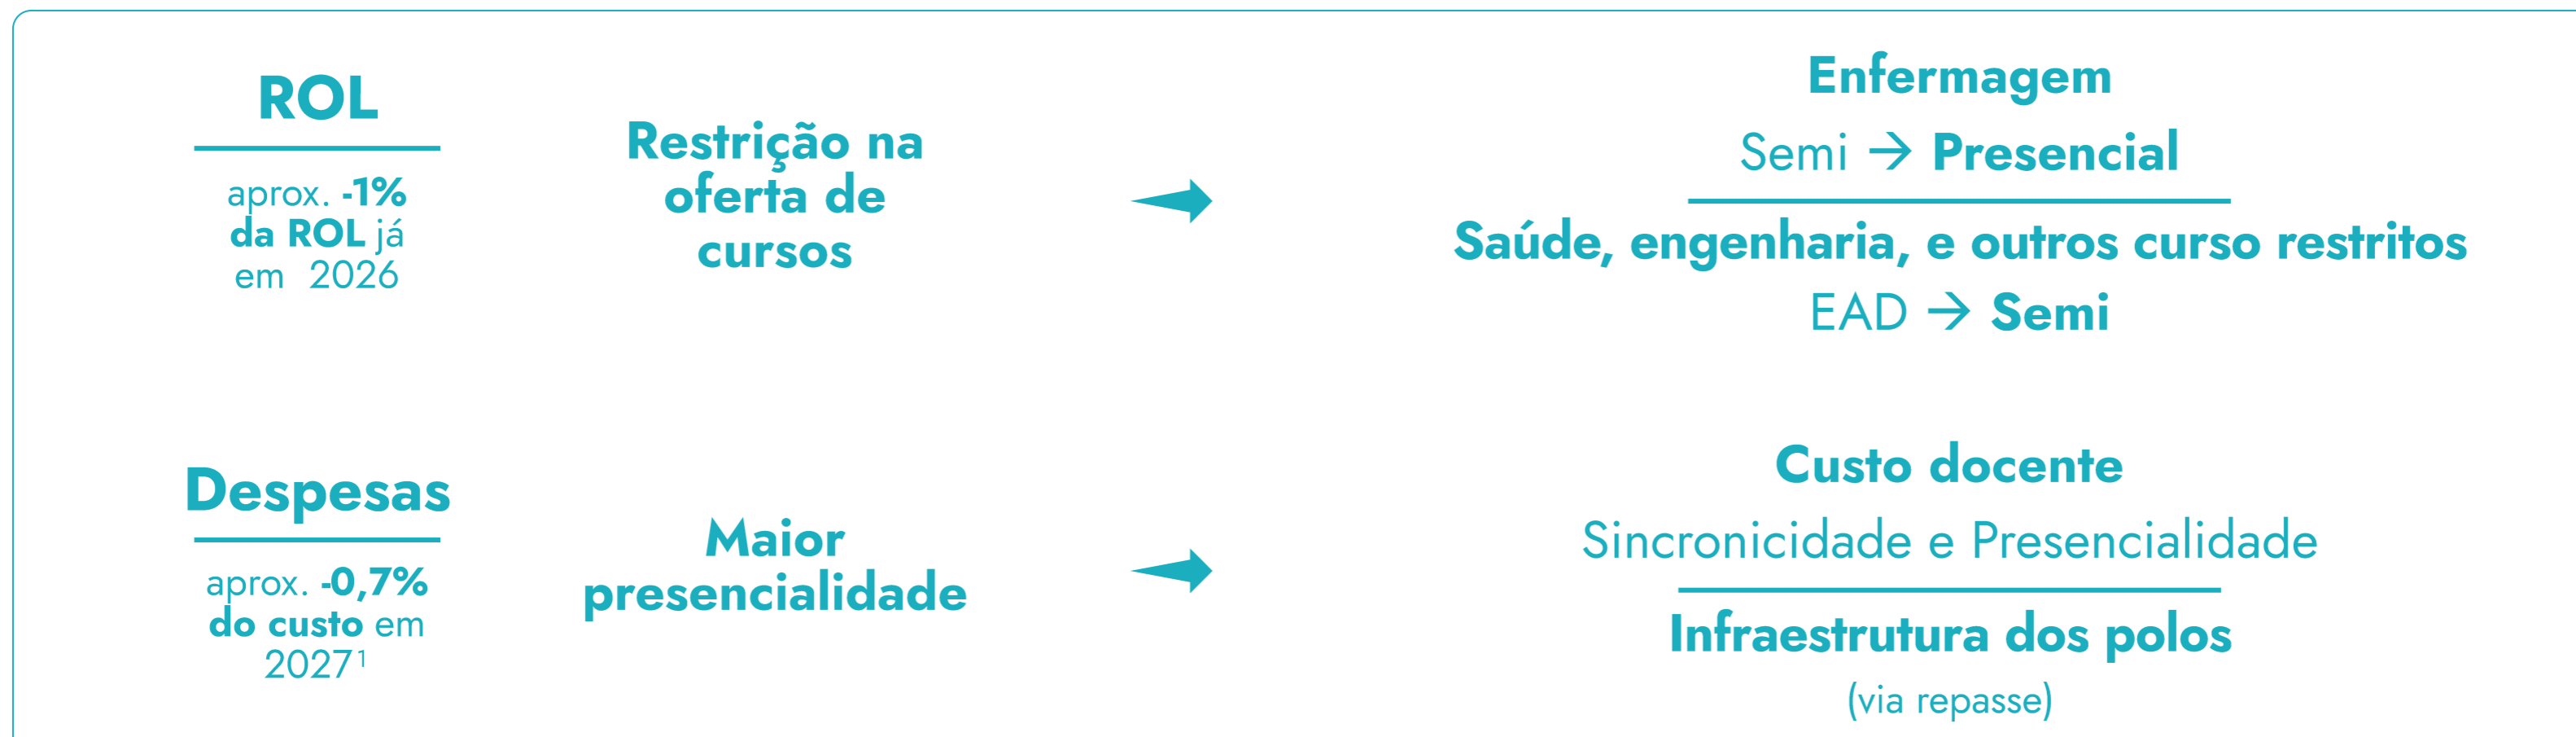 ROL
aprox. -1%
da ROL já
em 2026
Restrição na
oferta de
cursos
Enfermagem
Semi → Presencial
Saúde, engenharia, e outros curso restritos
EAD → Semi
Despesas
aprox. -0,7%
do custo em
2027¹
Maior
presencialidade
Custo docente
Sincronicidade e Presencialidade
Infraestrutura dos polos
(via repasse)